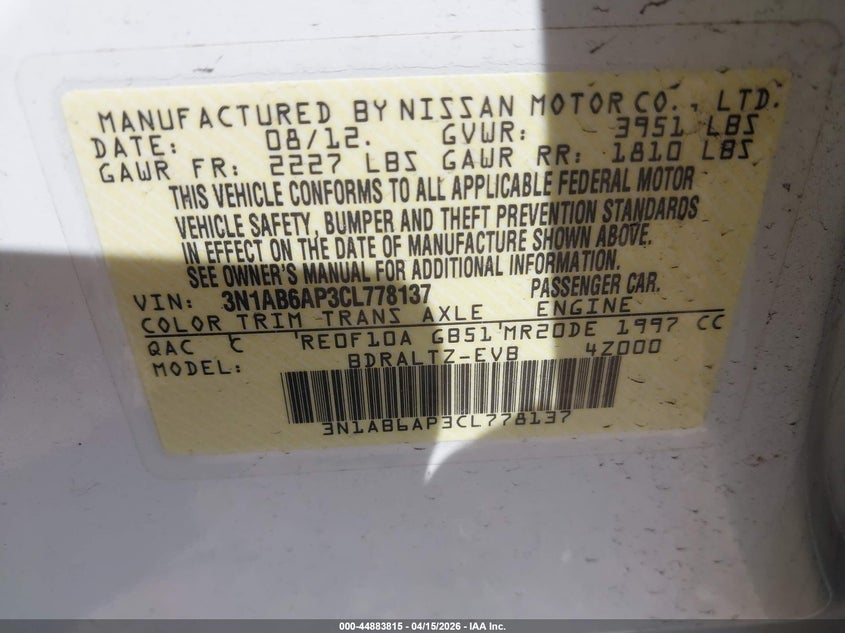 MANUFACTURED BY NISSAN MOTOR CO., LTD.
DATE: 08/12. GVWR: 3951 LBS
GAWR FR: 2227 LBS GAWR RR: 1810 LBS
THIS VEHICLE CONFORMS TO ALL APPLICABLE FEDERAL MOTOR
VEHICLE SAFETY, BUMPER AND THEFT PREVENTION STANDARDS
IN EFFECT ON THE DATE OF MANUFACTURE SHOWN ABOVE.
SEE OWNER'S MANUAL FOR ADDITIONAL INFORMATION.
VIN: 3N1AB6AP3CL778137 PASSENGER CAR.
COLOR TRIM TRANS AXLE ENGINE
QAC C 'RE0F10A GB51'MR20DE 1997 CC
MODEL: BDRALTZ-EVB 4Z000
3N1AB6AP3CL778137
000-44883815 - 04/15/2026 - IAA Inc.